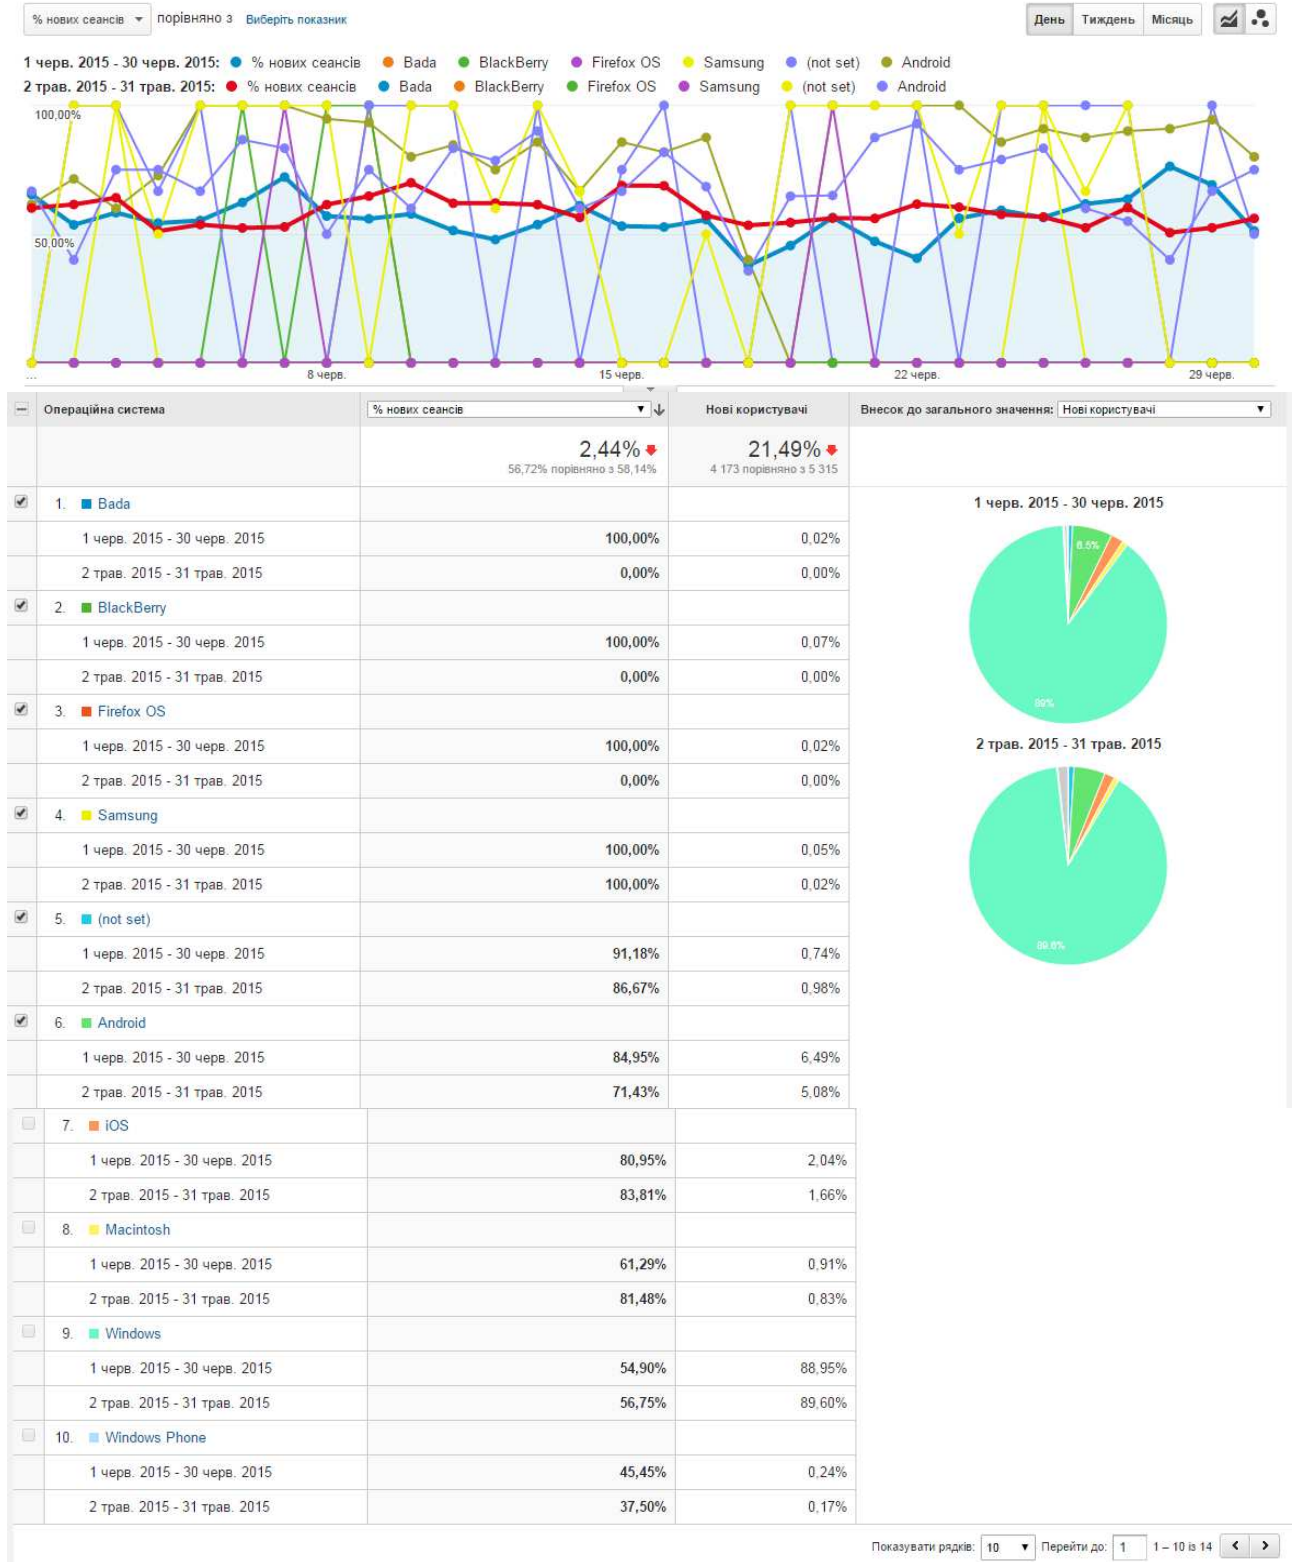 % нових сеансів порівняно з Виберіть показник День Тиждень Місяць
1 черв. 2015 - 30 черв. 2015: % нових сеансів Bada BlackBerry Firefox OS Samsung (not set) Android
2 трав. 2015 - 31 трав. 2015: % нових сеансів Bada BlackBerry Firefox OS Samsung (not set) Android
100,00%
50,00%
... 8 черв. 15 черв. 22 черв. 29 черв.
Операційна система % нових сеансів Нові користувачі Внесок до загального значення: Нові користувачі
2,44% 21,49%
56,72% порівняно з 58,14% 4 173 порівняно з 5 315
1. Bada 1 черв. 2015 - 30 черв. 2015
1 черв. 2015 - 30 черв. 2015 100,00% 0,02%
6.5%
2 трав. 2015 - 31 трав. 2015 0,00% 0,00%
2. BlackBerry
1 черв. 2015 - 30 черв. 2015 100,00% 0,07%
2 трав. 2015 - 31 трав. 2015 0,00% 0,00%
89%
3. Firefox OS
1 черв. 2015 - 30 черв. 2015 100,00% 0,02% 2 трав. 2015 - 31 трав. 2015
2 трав. 2015 - 31 трав. 2015 0,00% 0,00%
4. Samsung
1 черв. 2015 - 30 черв. 2015 100,00% 0,05%
2 трав. 2015 - 31 трав. 2015 100,00% 0,02%
5. (not set)
89.6%
1 черв. 2015 - 30 черв. 2015 91,18% 0,74%
2 трав. 2015 - 31 трав. 2015 86,67% 0,98%
6. Android
1 черв. 2015 - 30 черв. 2015 84,95% 6,49%
2 трав. 2015 - 31 трав. 2015 71,43% 5,08%
7. iOS
1 черв. 2015 - 30 черв. 2015 80,95% 2,04%
2 трав. 2015 - 31 трав. 2015 83,81% 1,66%
8. Macintosh
1 черв. 2015 - 30 черв. 2015 61,29% 0,91%
2 трав. 2015 - 31 трав. 2015 81,48% 0,83%
9. Windows
1 черв. 2015 - 30 черв. 2015 54,90% 88,95%
2 трав. 2015 - 31 трав. 2015 56,75% 89,60%
10. Windows Phone
1 черв. 2015 - 30 черв. 2015 45,45% 0,24%
2 трав. 2015 - 31 трав. 2015 37,50% 0,17%
Показувати рядків: 10 Перейти до: 1 1 – 10 із 14